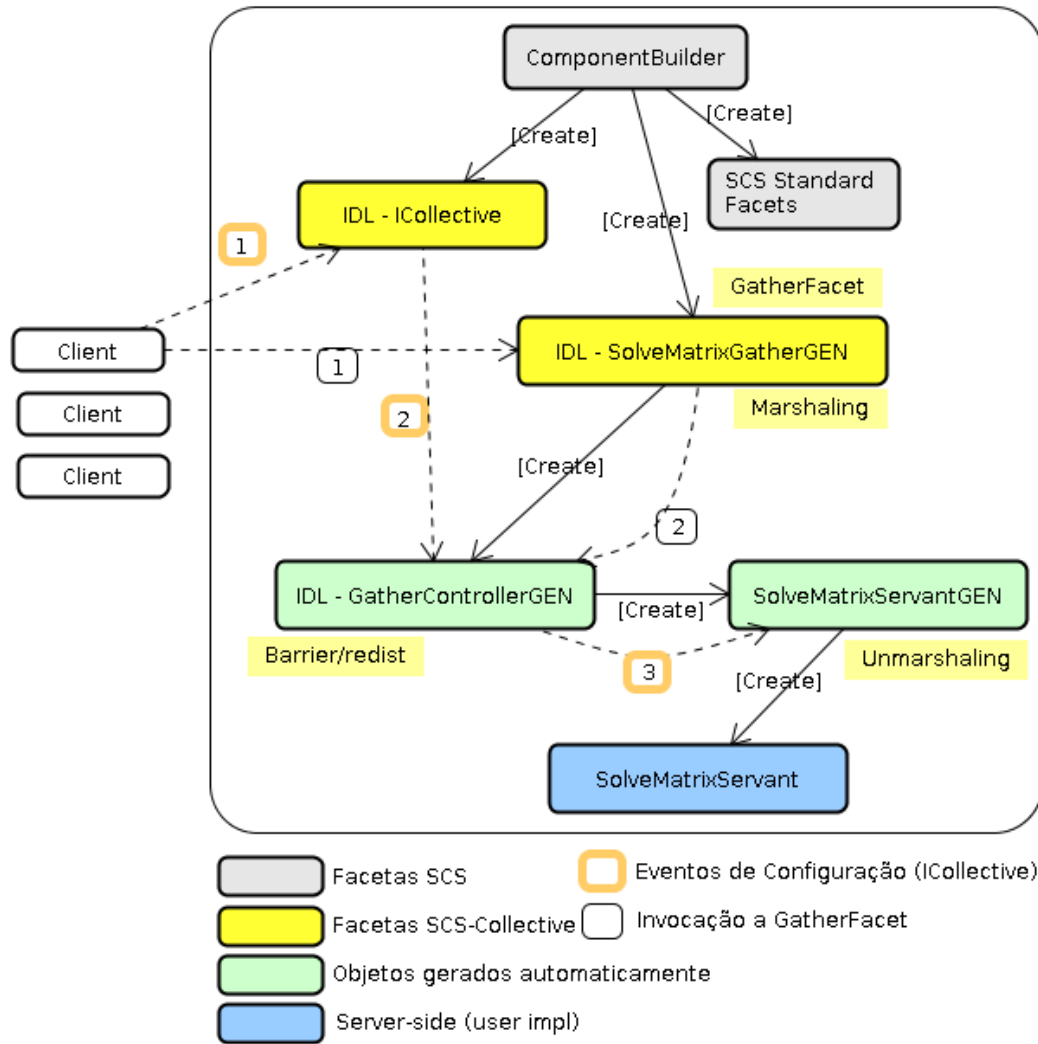 ComponentBuilder
[Create]
[Create]
SCS Standard
Facets
IDL - ICollective
[Create]
1
GatherFacet
Client
IDL - SolveMatrixGatherGEN
1
Client
2
Marshaling
Client
[Create]
2
IDL - GatherControllerGEN
[Create]
SolveMatrixServantGEN
Barrier/redist
3
Unmarshaling
[Create]
SolveMatrixServant
Facetas SCS
Eventos de Configuração (ICollective)
Facetas SCS-Collective
Invocação a GatherFacet
Objetos gerados automaticamente
Server-side (user impl)